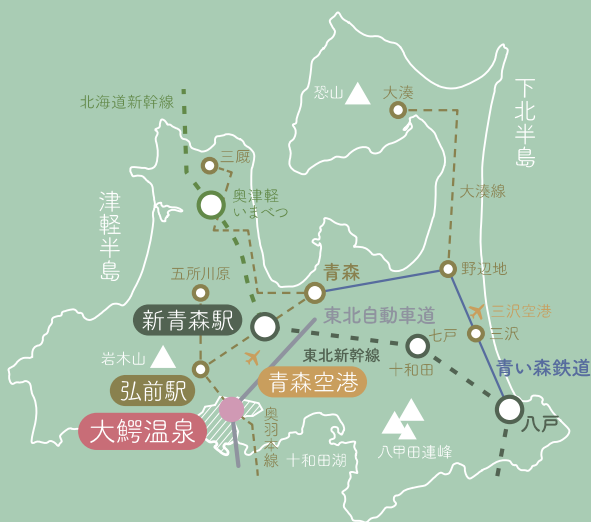 北海道新幹線
恐山
大湊
下北半島
三厩
奥津軽
いまべつ
大湊線
津軽半島
五所川原
青森
野辺地
新青森駅
東北自動車道
三沢空港
七戸
十和田
三沢
岩木山
東北新幹線
青い森鉄道
弘前駅
青森空港
大鰐温泉
奥羽本線
八戸
十和田湖
八甲田連峰